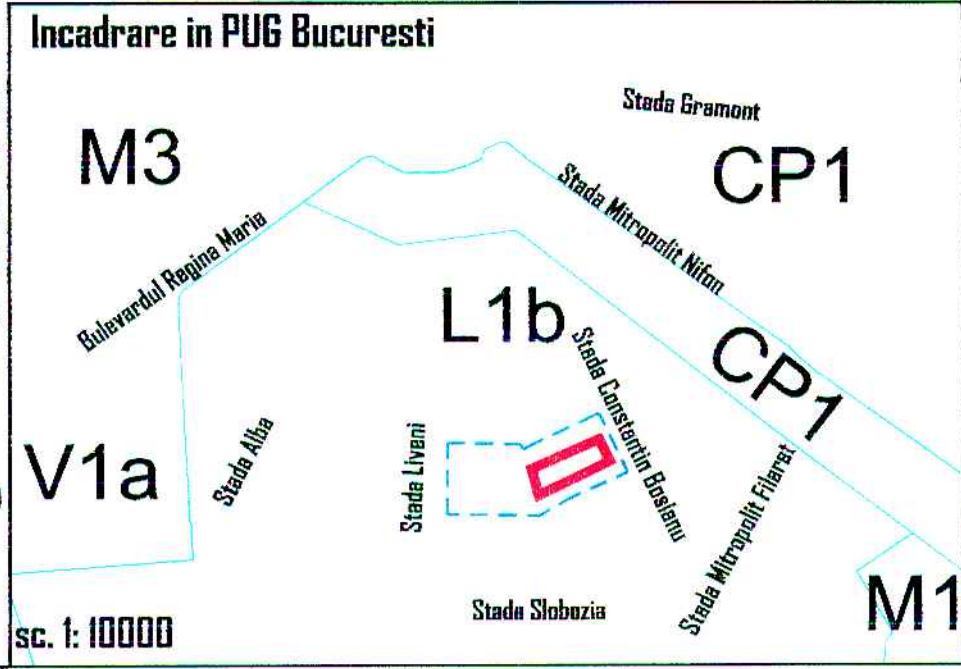 Incadrare in PUG Bucuresti
Stada Gramont
M3
CP1
Stada Mitropolit Nifon
Bulevardul Regina Maria
L1b
CP1
Stada Constantin Bosianu
V1a
Stada Alba
Stada Liveni
Stada Mitropolit Filaret
M1
Stada Slobozia
sc. 1: 10000